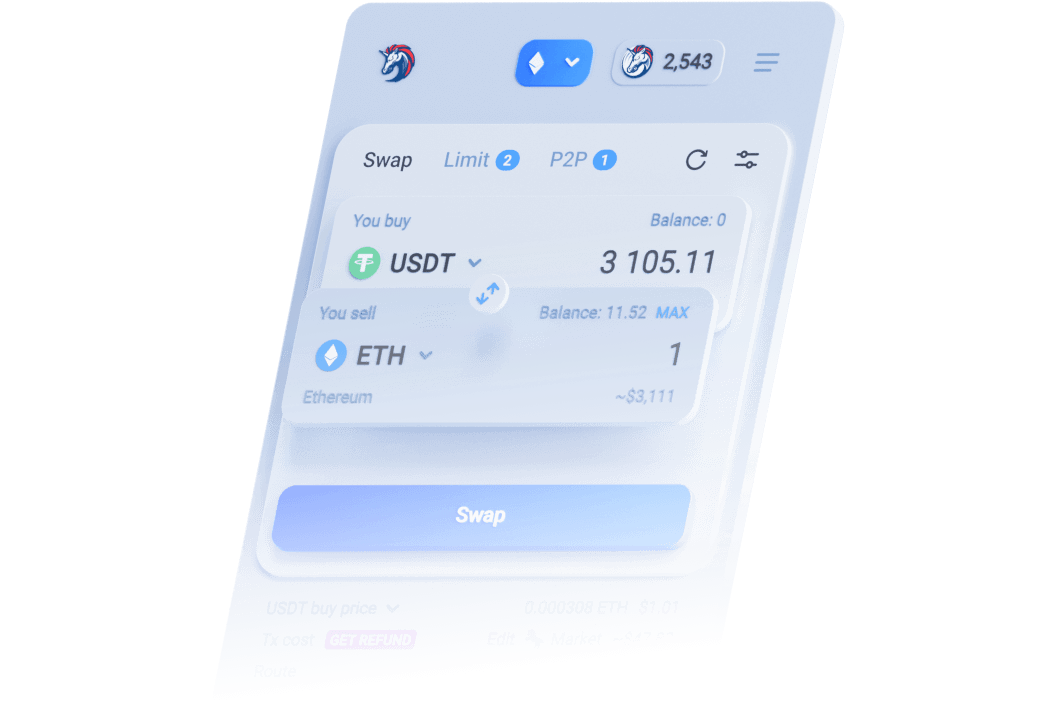 2,543
Swap Limit 2 P2P 1
You buy Balance: 0
USDT 3 105.11
You sell Balance: 11.52 MAX
ETH 1
Ethereum ~$3,111
Swap
USDT buy price 0.000308 ETH ~$1.01
Tx cost GET REFUND Edit Market
Route